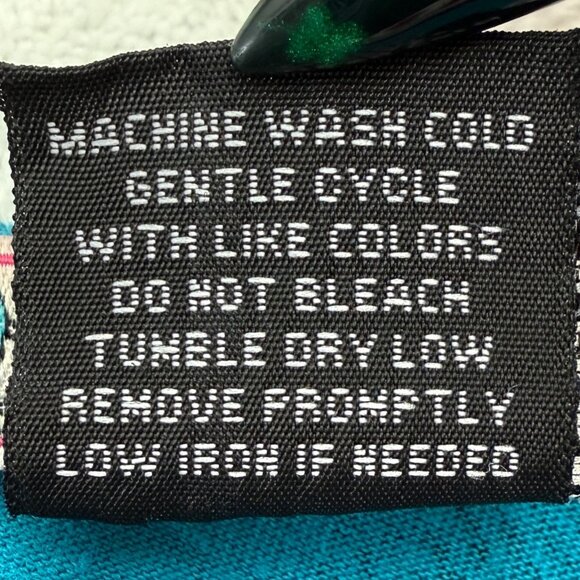 MACHINE WASH COLD
GENTLE CYCLE
WITH LIKE COLORS
DO NOT BLEACH
TUMBLE DRY LOW
REMOVE PROMPTLY
LOW IRON IF NEEDED